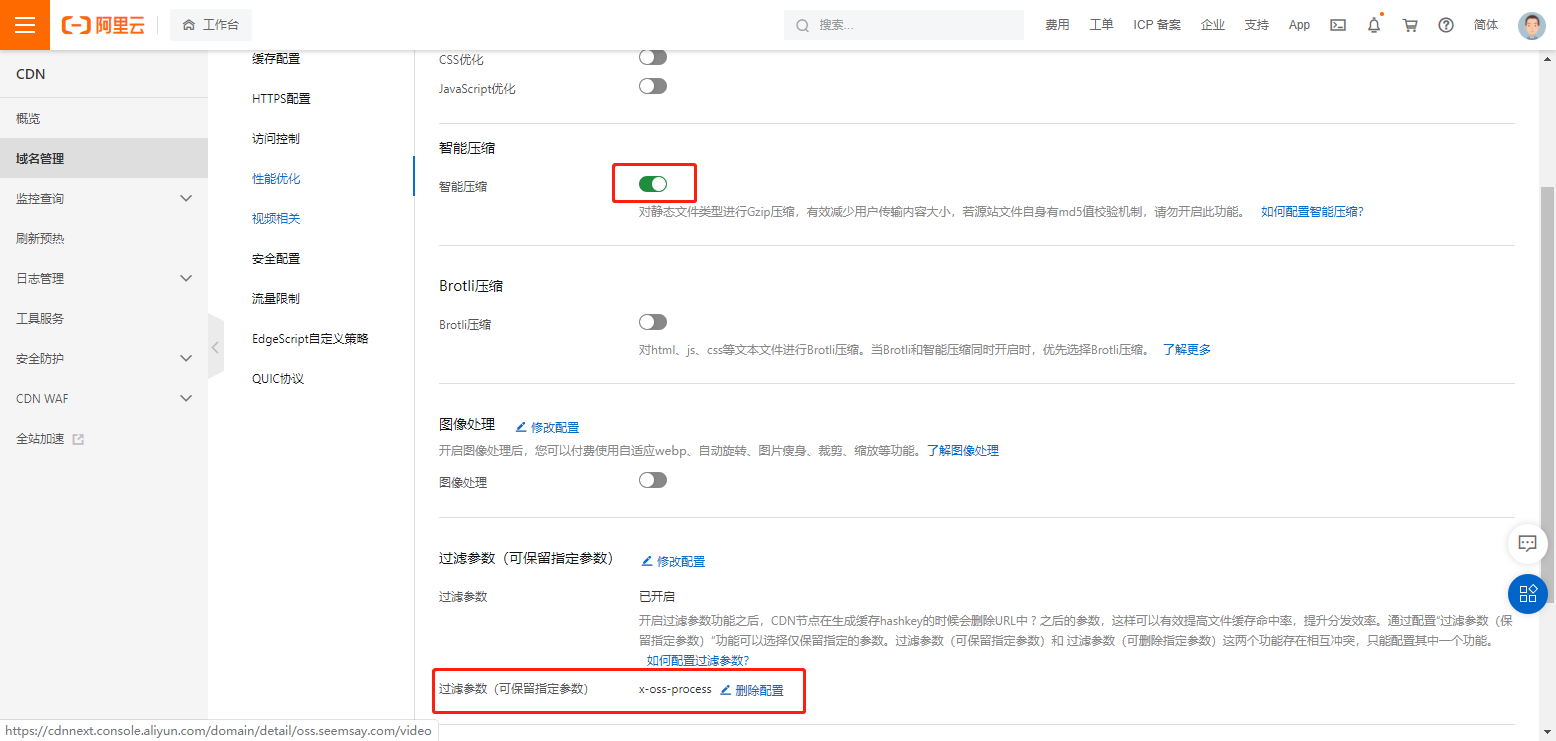 阿里云
工作台
搜索...
费用
工单
ICP 备案
企业
支持
App
简体
CDN
概览
域名管理
监控查询
刷新预热
日志管理
工具服务
安全防护
CDN WAF
全站加速
缓存配置
HTTPS配置
访问控制
性能优化
视频相关
安全配置
流量限制
EdgeScript自定义策略
QUIC协议
CSS优化
JavaScript优化
智能压缩
智能压缩
对静态文件类型进行Gzip压缩，有效减少用户传输内容大小，若源站文件自身有md5值校验机制，请勿开启此功能。 如何配置智能压缩?
Brotli压缩
Brotli压缩
对html、js、css等文本文件进行Brotli压缩。当Brotli和智能压缩同时开启时，优先选择Brotli压缩。 了解更多
图像处理 修改配置
开启图像处理后，您可以付费使用自适应webp、自动旋转、图片瘦身、裁剪、缩放等功能。了解图像处理
图像处理
过滤参数（可保留指定参数） 修改配置
过滤参数 已开启
开启过滤参数功能之后，CDN节点在生成缓存hashkey的时候会删除URL中？之后的参数，这样可以有效提高文件缓存命中率，提升分发效率。通过配置“过滤参数（保
留指定参数）”功能可以选择仅保留指定的参数。过滤参数（可保留指定参数）和 过滤参数（可删除指定参数）这两个功能存在相互冲突，只能配置其中一个功能。
如何配置过滤参数?
过滤参数（可保留指定参数） x-oss-process 删除配置
https://cdnnext.console.aliyun.com/domain/detail/oss.seemsay.com/video